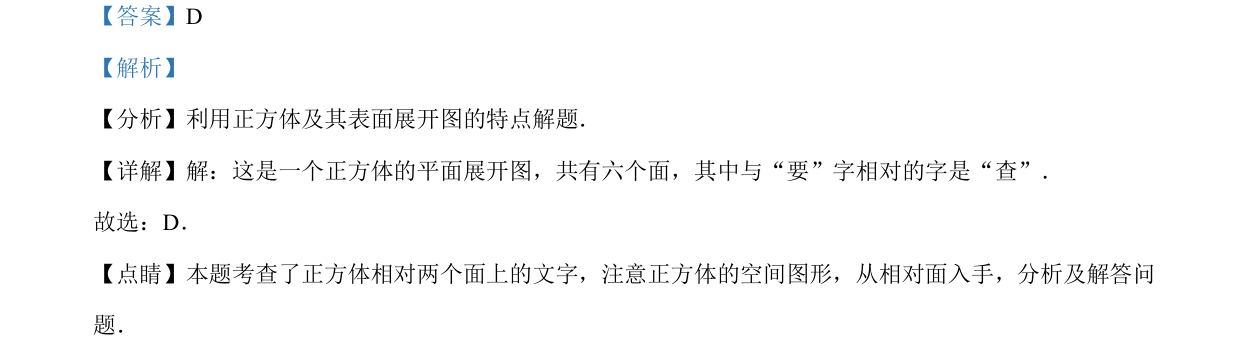 【答案】D
【解析】
【分析】利用正方体及其表面展开图的特点解题．
【详解】解：这是一个正方体的平面展开图，共有六个面，其中与“要”字相对的字是“查”．
故选：D．
【点睛】本题考查了正方体相对两个面上的文字，注意正方体的空间图形，从相对面入手，分析及解答问
题．